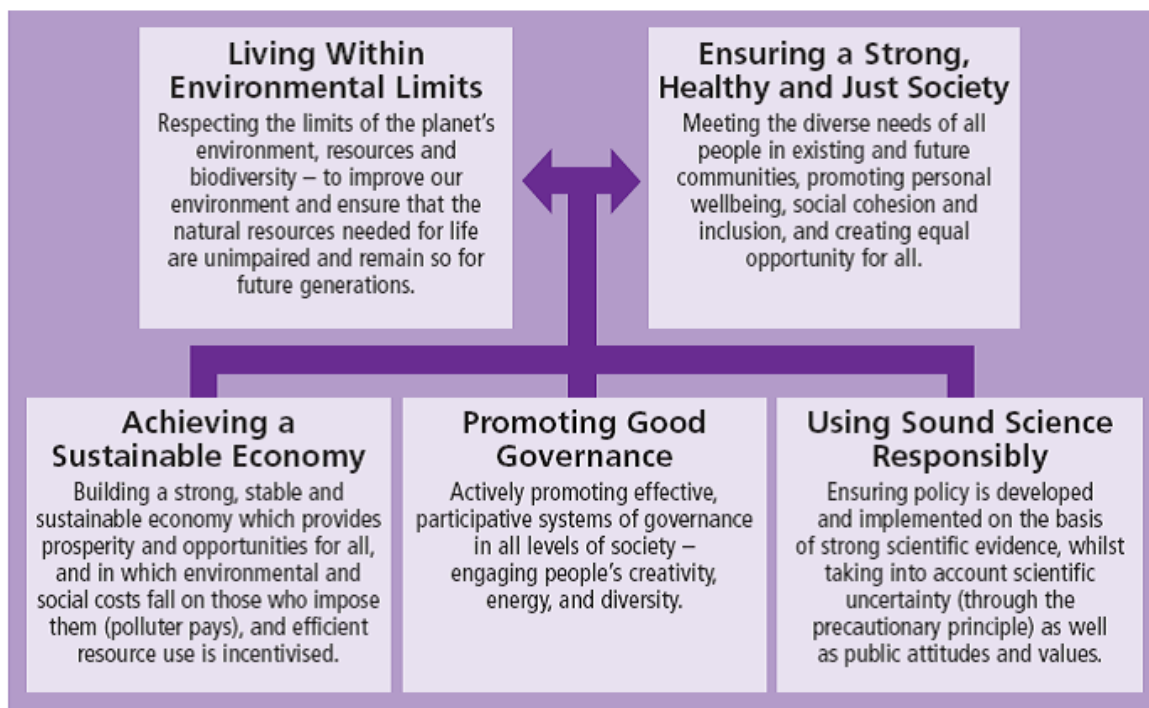 Living Within
Environmental Limits
Respecting the limits of the planet's
environment, resources and
biodiversity – to improve our
environment and ensure that the
natural resources needed for life
are unimpaired and remain so for
future generations.
Ensuring a Strong,
Healthy and Just Society
Meeting the diverse needs of all
people in existing and future
communities, promoting personal
wellbeing, social cohesion and
inclusion, and creating equal
opportunity for all.
Achieving a
Sustainable Economy
Building a strong, stable and
sustainable economy which provides
prosperity and opportunities for all,
and in which environmental and
social costs fall on those who impose
them (polluter pays), and efficient
resource use is incentivised.
Promoting Good
Governance
Actively promoting effective,
participative systems of governance
in all levels of society –
engaging people's creativity,
energy, and diversity.
Using Sound Science
Responsibly
Ensuring policy is developed
and implemented on the basis
of strong scientific evidence, whilst
taking into account scientific
uncertainty (through the
precautionary principle) as well
as public attitudes and values.